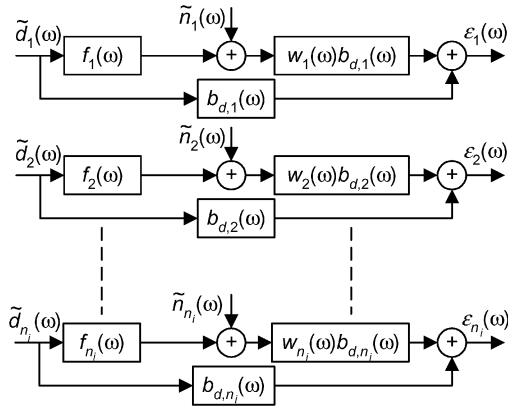 d̃₁(ω) ñ₁(ω) ε₁(ω)
f₁(ω) + w₁(ω)b_{d,1}(ω) +
b_{d,1}(ω)
d̃₂(ω) ñ₂(ω) ε₂(ω)
f₂(ω) + w₂(ω)b_{d,2}(ω) +
b_{d,2}(ω)
d̃_{n_i}(ω) ñ_{n_i}(ω) ε_{n_i}(ω)
f_{n_i}(ω) + w_{n_i}(ω)b_{d,n_i}(ω) +
b_{d,n_i}(ω)